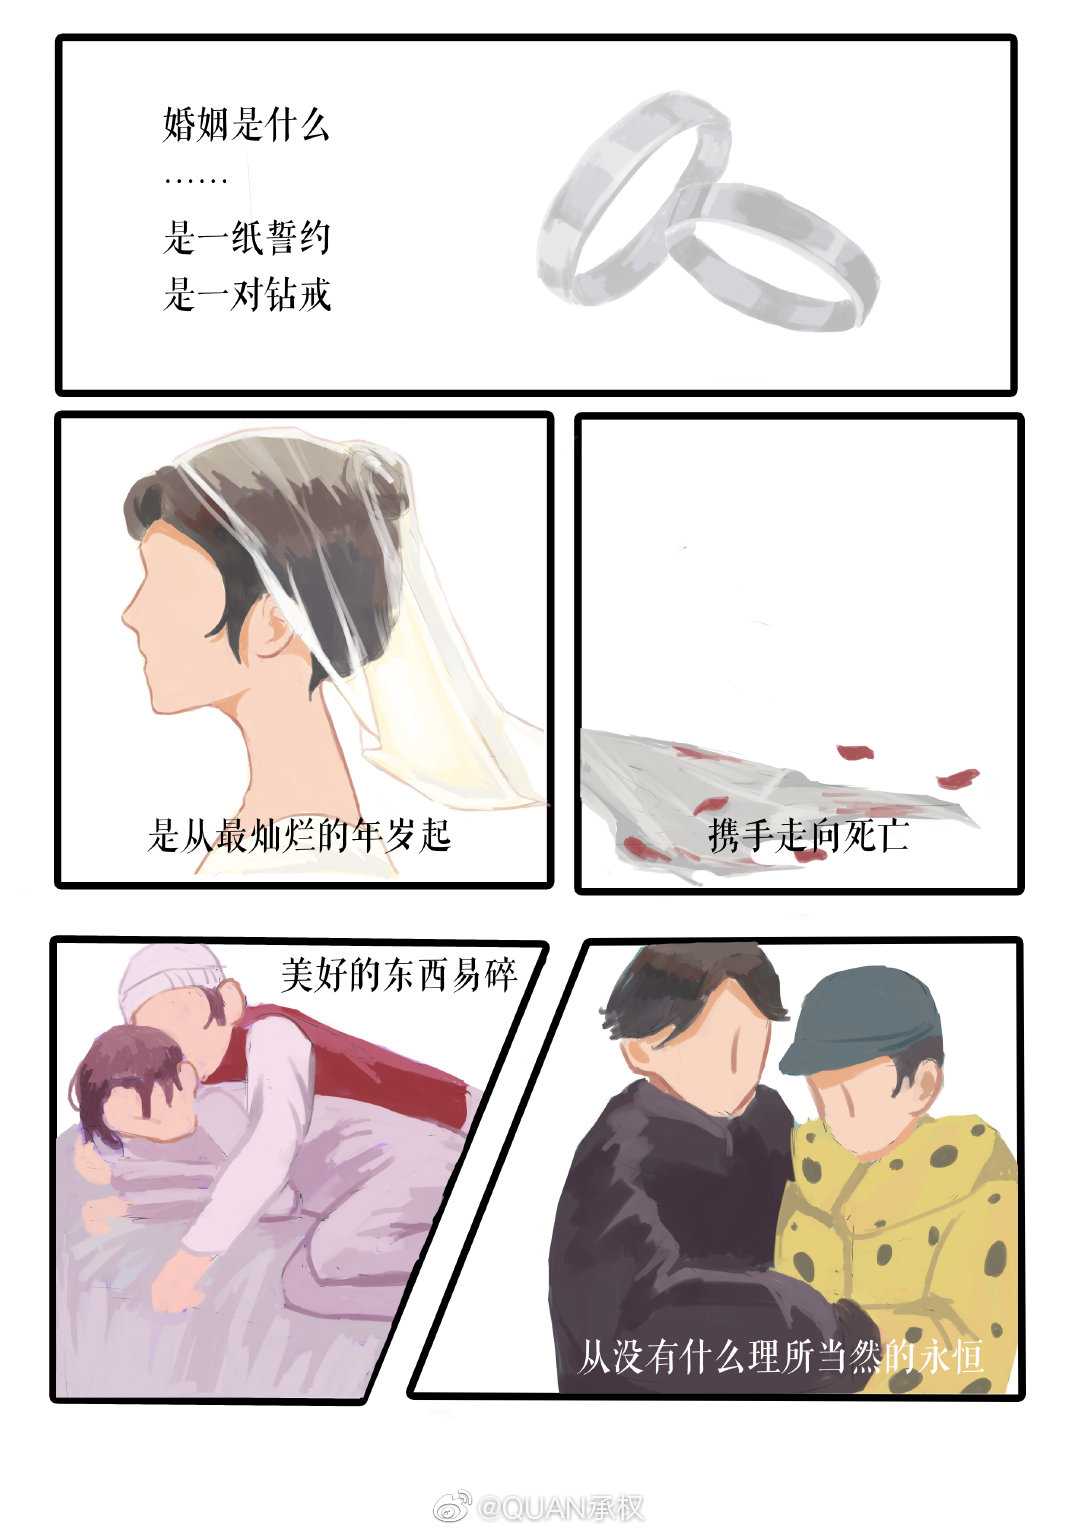 婚姻是什么
……
是一纸誓约
是一对钻戒
是从最灿烂的年岁起
携手走向死亡
美好的东西易碎
从没有什么理所当然的永恒
@QUAN承权